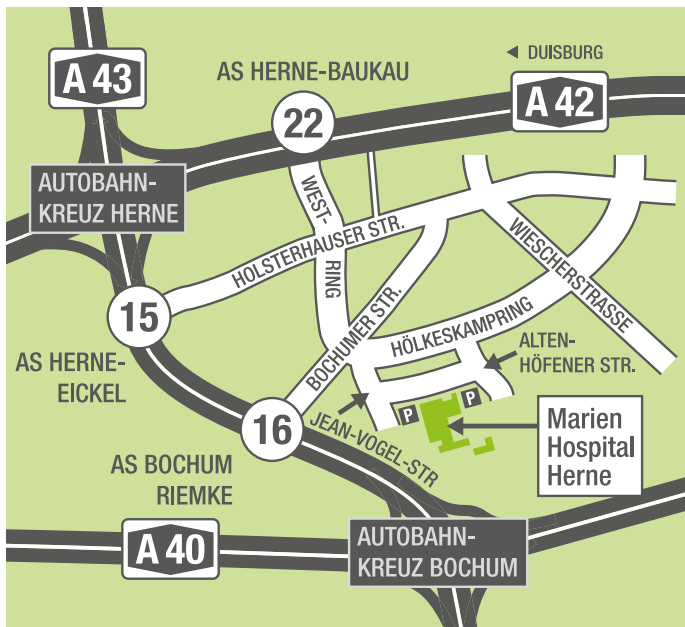 DUISBURG
A 43
AS HERNE-BAUKAU
A 42
22
AUTOBAHN-
KREUZ HERNE
WEST-
RING
HOLSTERHAUSER STR.
WIESCHERSTRASSE
15
BOCHUMER STR.
HÖLKESKAMPRING
ALTEN-
HÖFENER STR.
AS HERNE-
EICKEL
16
JEAN-VOGEL-STR
P
P
Marien
Hospital
Herne
AS BOCHUM
RIEMKE
A 40
AUTOBAHN-
KREUZ BOCHUM